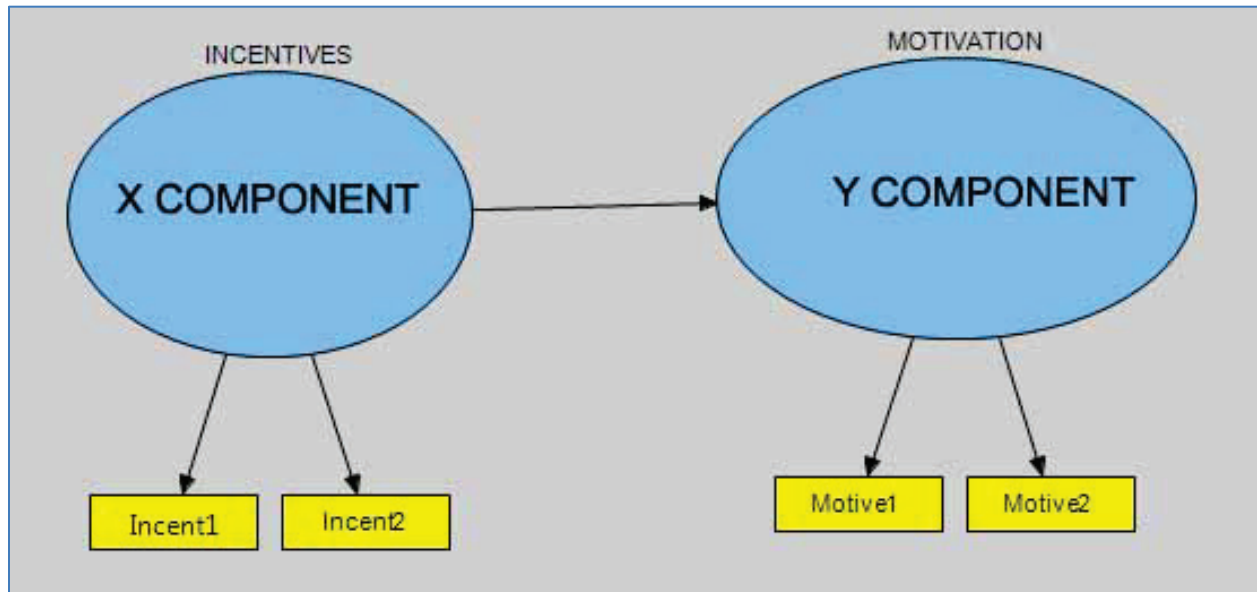 INCENTIVES
MOTIVATION
X COMPONENT
Y COMPONENT
Incent1
Incent2
Motive1
Motive2